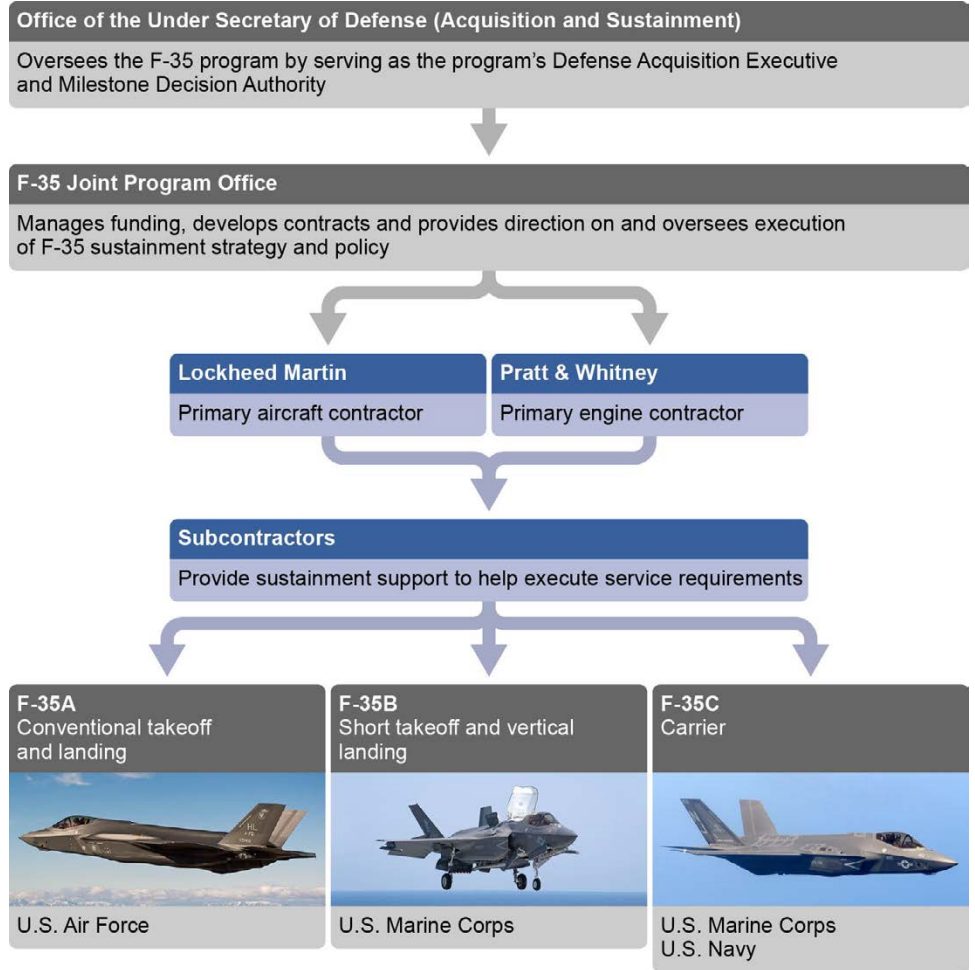 Office of the Under Secretary of Defense (Acquisition and Sustainment)
Oversees the F-35 program by serving as the program's Defense Acquisition Executive
and Milestone Decision Authority
F-35 Joint Program Office
Manages funding, develops contracts and provides direction on and oversees execution
of F-35 sustainment strategy and policy
Lockheed Martin
Primary aircraft contractor
Pratt & Whitney
Primary engine contractor
Subcontractors
Provide sustainment support to help execute service requirements
F-35A
Conventional takeoff
and landing
HL
U.S. Air Force
F-35B
Short takeoff and vertical
landing
U.S. Marine Corps
F-35C
Carrier
U.S. Marine Corps
U.S. Navy